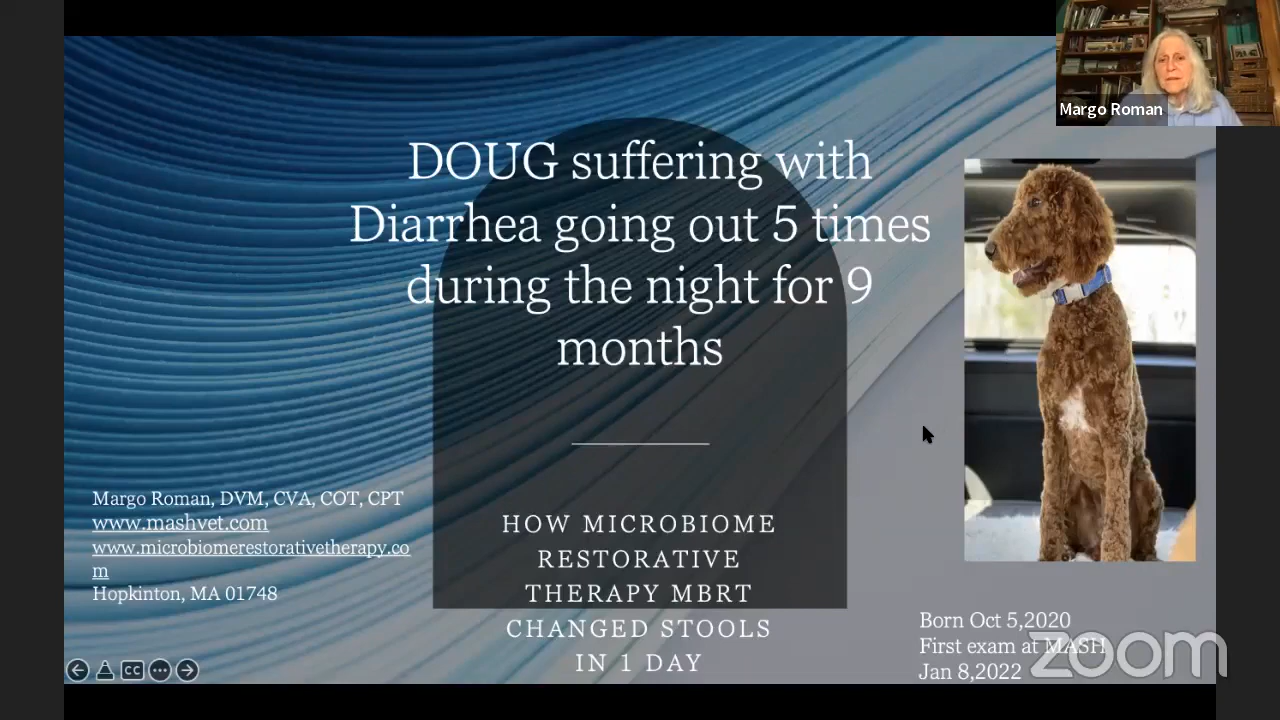 Margo Roman
DOUG suffering with
Diarrhea going out 5 times
during the night for 9
months
HOW MICROBIOME
RESTORATIVE
THERAPY MBRT
CHANGED STOOLS
IN 1 DAY
Margo Roman, DVM, CVA, COT, CPT
www.mashvet.com
www.microbiomerestorativetherapy.co
m
Hopkinton, MA 01748
Born Oct 5,2020
First exam at MASH
Jan 8,2022
zoom
CC